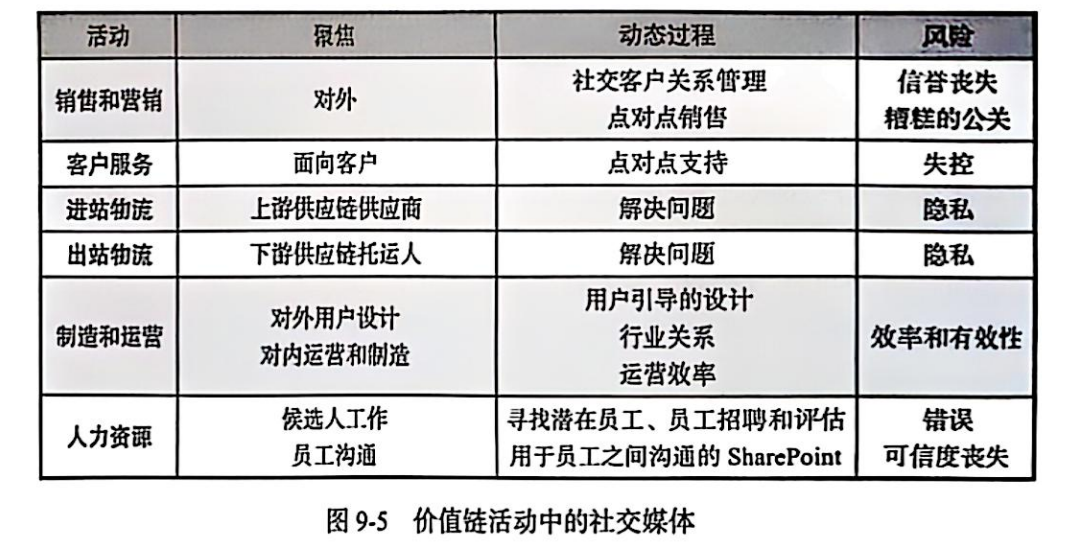 活动 聚焦 动态过程 风险
销售和营销 对外 社交客户关系管理 信誉丧失
点对点销售 糟糕的公关
客户服务 面向客户 点对点支持 失控
进站物流 上游供应链供应商 解决问题 隐私
出站物流 下游供应链托运人 解决问题 隐私
制造和运营 对外用户设计 用户引导的设计 效率和有效性
对内运营和制造 行业关系
运营效率
人力资源 候选人工作 寻找潜在员工、员工招聘和评估 错误
员工沟通 用于员工之间沟通的 SharePoint 可信度丧失
图 9-5 价值链活动中的社交媒体